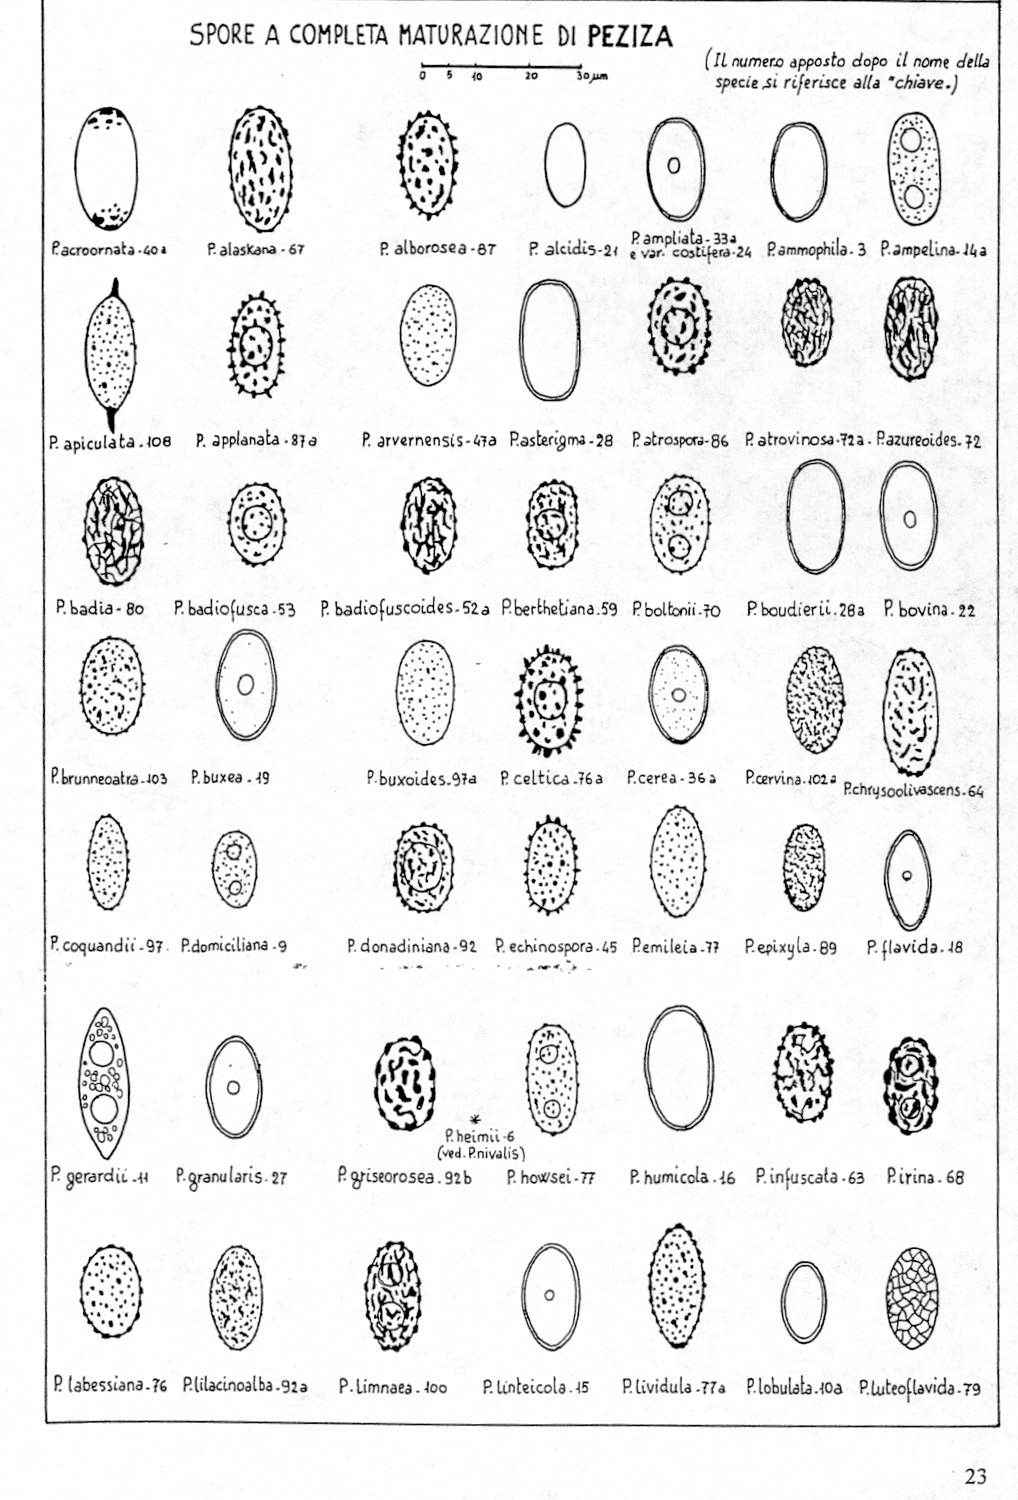 SPORE A COMPLETA MATURAZIONE DI PEZIZA
0 5 10 20 30 µm
(Il numero apposto dopo il nome della
specie si riferisce alla "chiave.)
P. acroornata-40a P. alaskana-67 P. alborosea-87 P. alcidis-21 P. ampliata-33a
e var. costifera-24 P. ammophila-3 P. ampelina-14a
P. apiculata-108 P. applanata-87a P. arvernensis-47a P. asterigma-28 P. atrospora-86 P. atrovinosa-72a. P. azureoides-72
P. badia-80 P. badiofusca-53 P. badiofuscoides-52a P. berthetiana-59 P. boltonii-70 P. boudierii-28a P. bovina-22
P. brunneoatra-103 P. buxea-19 P. buxoides-97a P. celtica-76a P. cerea-36a P. cervina-102a P. chrysoolivascens-64
P. coquandii-97 P. domiciliana-9 P. donadiniana-92 P. echinospora-45 P. emileia-77 P. epixyla-89 P. flavida-18
*
P. heimii-6
(ved. P. nivalis)
P. gerardii-11 P. granularis-27 P. griseorosea-92b P. howsei-77 P. humicola-16 P. infuscata-63 P. irina-68
P. labessiana-76 P. lilacinoalba-92a P. limnaea-100 P. linteicola-15 P. lividula-77a P. lobulata-10a P. luteoflavida-79
23